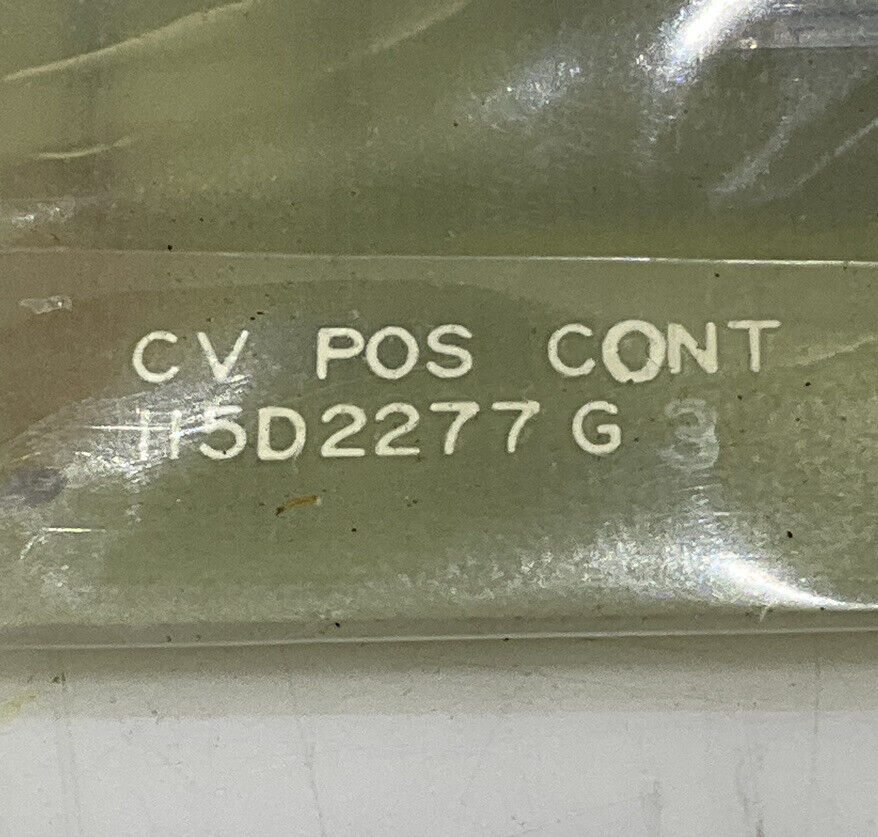 CV POS CONT
115D2277 G 3